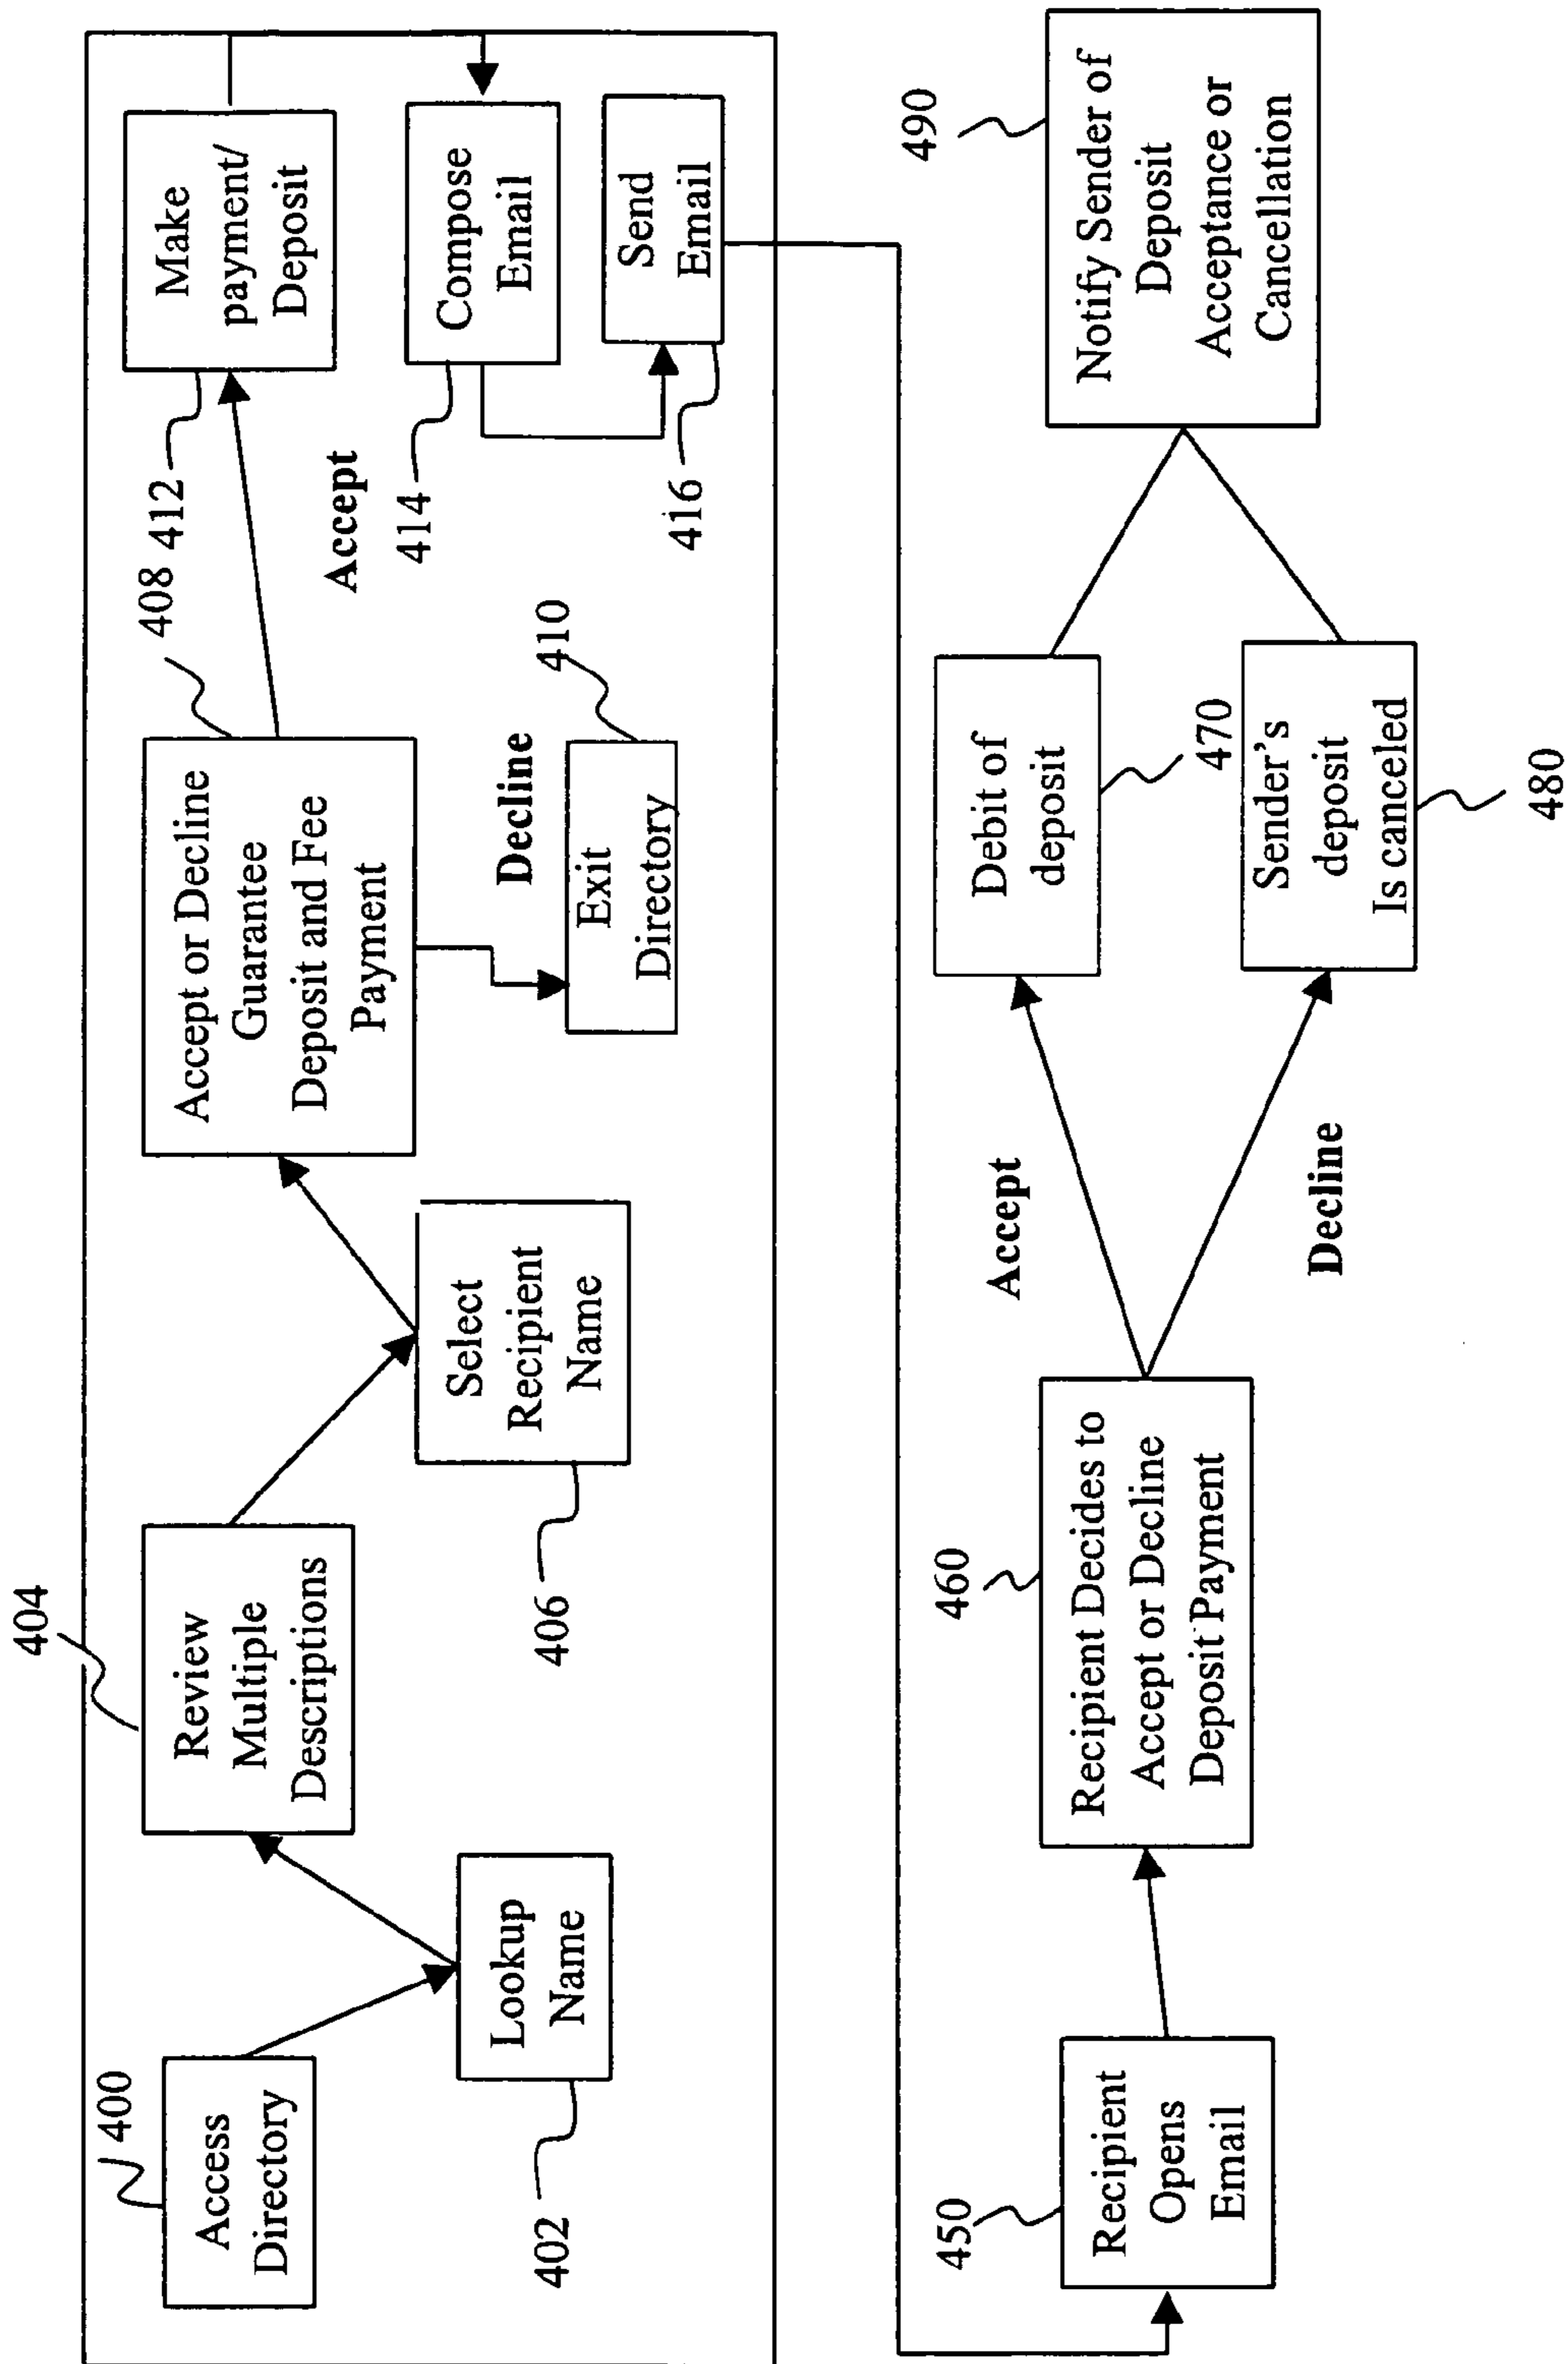 400
Access
Directory
402
Lookup
Name
404
Review
Multiple
Descriptions
406
Select
Recipient
Name
408
Accept or Decline
Guarantee
Deposit and Fee
Payment
Decline
410
Exit
Directory
412
Make
payment/
Deposit
Accept
414
Compose
Email
416
Send
Email
450
Recipient
Opens
Email
460
Recipient Decides to
Accept or Decline
Deposit Payment
Accept
Decline
Debit of
deposit
470
Sender's
deposit
Is canceled
480
490
Notify Sender of
Deposit
Acceptance or
Cancellation